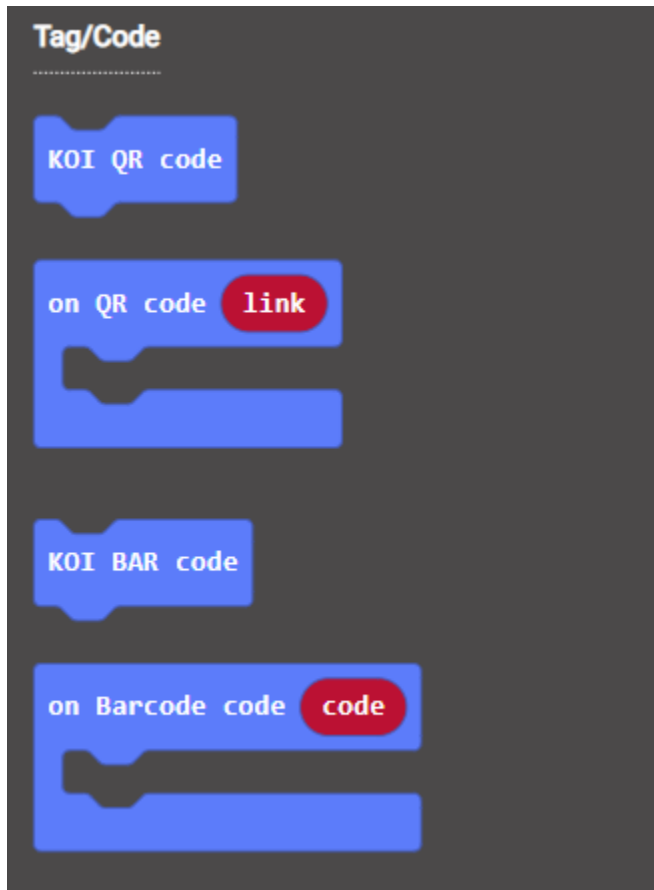 Tag/Code
KOI QR code
on QR code link
KOI BAR code
on Barcode code code